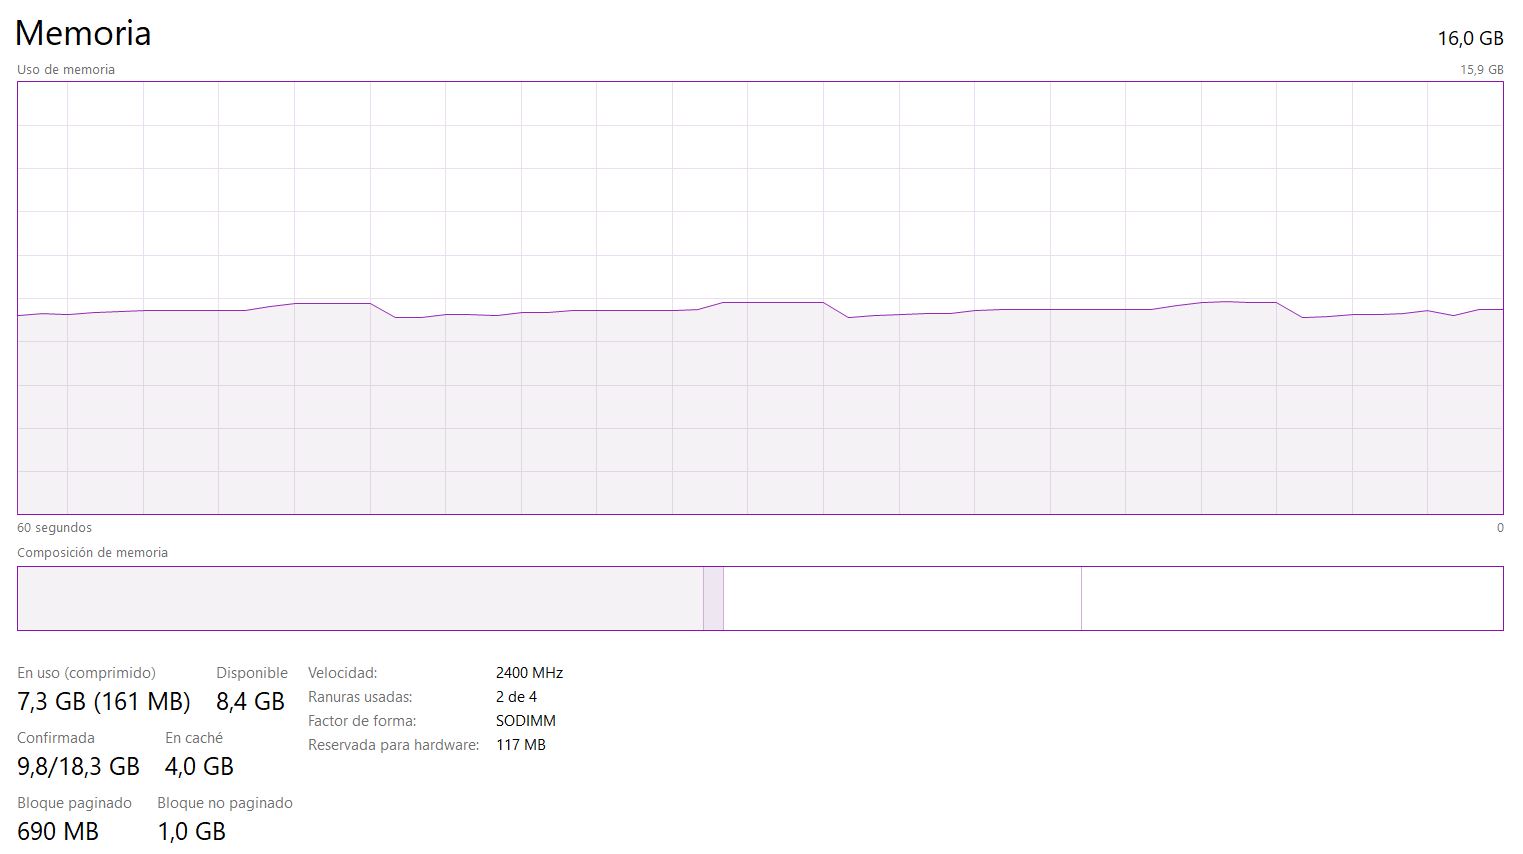 Memoria
16,0 GB
Uso de memoria
15,9 GB
60 segundos
0
Composición de memoria
En uso (comprimido)
7,3 GB (161 MB)
Disponible
8,4 GB
Confirmada
9,8/18,3 GB
En caché
4,0 GB
Bloque paginado
690 MB
Bloque no paginado
1,0 GB
Velocidad: 2400 MHz
Ranuras usadas: 2 de 4
Factor de forma: SODIMM
Reservada para hardware: 117 MB